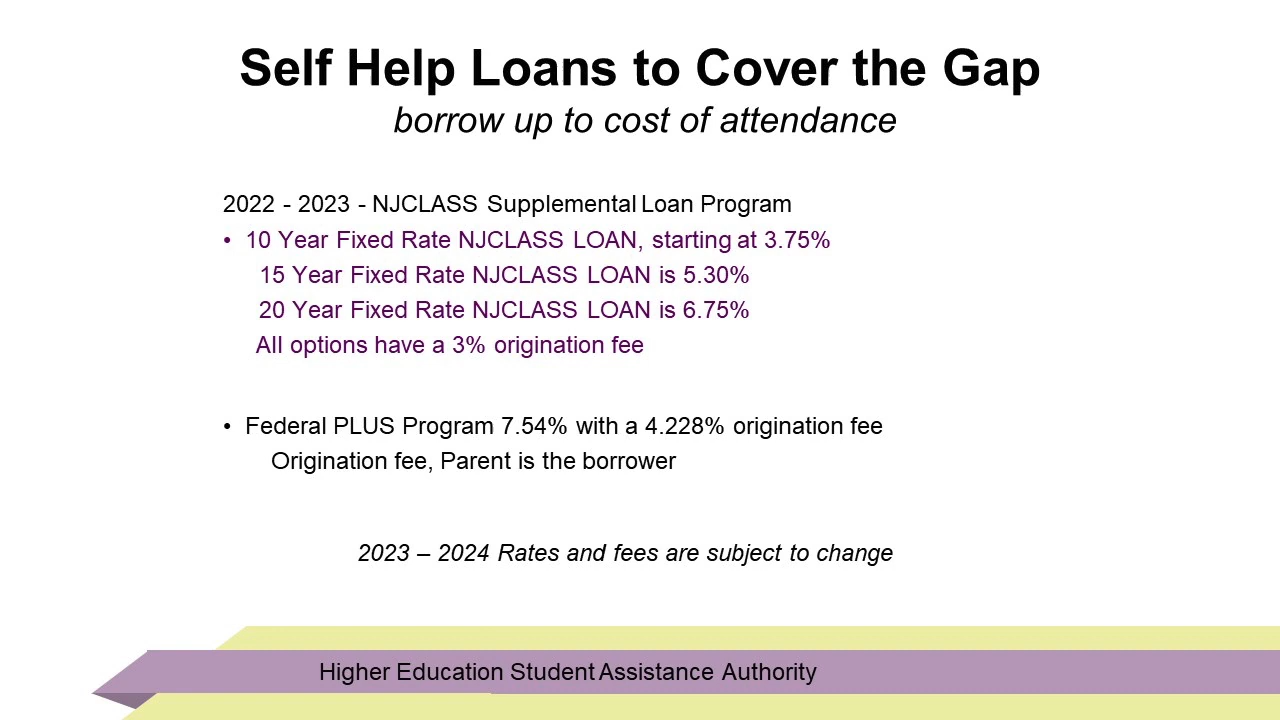 Self Help Loans to Cover the Gap
borrow up to cost of attendance
2022 - 2023 - NJCLASS Supplemental Loan Program
• 10 Year Fixed Rate NJCLASS LOAN, starting at 3.75%
15 Year Fixed Rate NJCLASS LOAN is 5.30%
20 Year Fixed Rate NJCLASS LOAN is 6.75%
All options have a 3% origination fee
• Federal PLUS Program 7.54% with a 4.228% origination fee
Origination fee, Parent is the borrower
2023 – 2024 Rates and fees are subject to change
Higher Education Student Assistance Authority